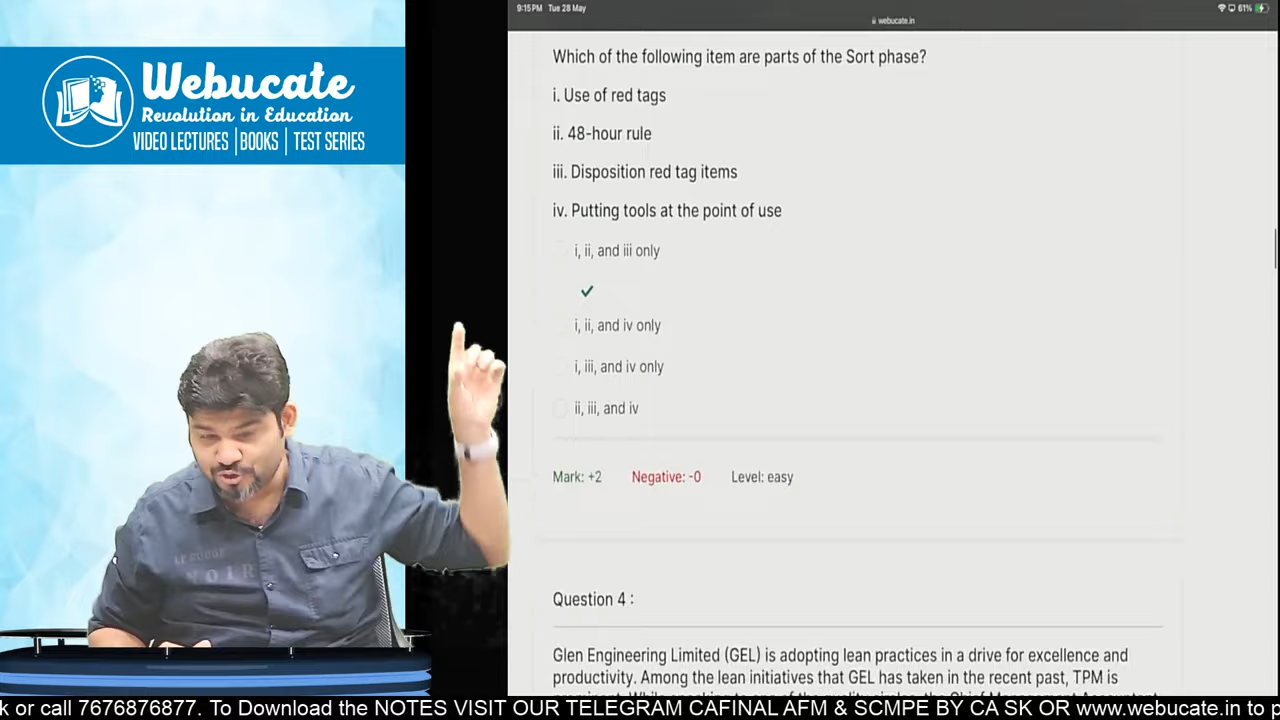 9:15 PM Tue 28 May
61%
webucate.in
Webucate
Revolution in Education
VIDEO LECTURES | BOOKS | TEST SERIES
Which of the following item are parts of the Sort phase?
i. Use of red tags
ii. 48-hour rule
iii. Disposition red tag items
iv. Putting tools at the point of use
i, ii, and iii only
i, ii, and iv only
i, iii, and iv only
ii, iii, and iv
Mark: +2 Negative: -0 Level: easy
Question 4 :
Glen Engineering Limited (GEL) is adopting lean practices in a drive for excellence and
productivity. Among the lean initiatives that GEL has taken in the recent past, TPM is
LE ROUGE
NOIR
k or call 7676876877. To Download the NOTES VISIT OUR TELEGRAM CAFINAL AFM & SCMPE BY CA SK OR www.webucate.in to p